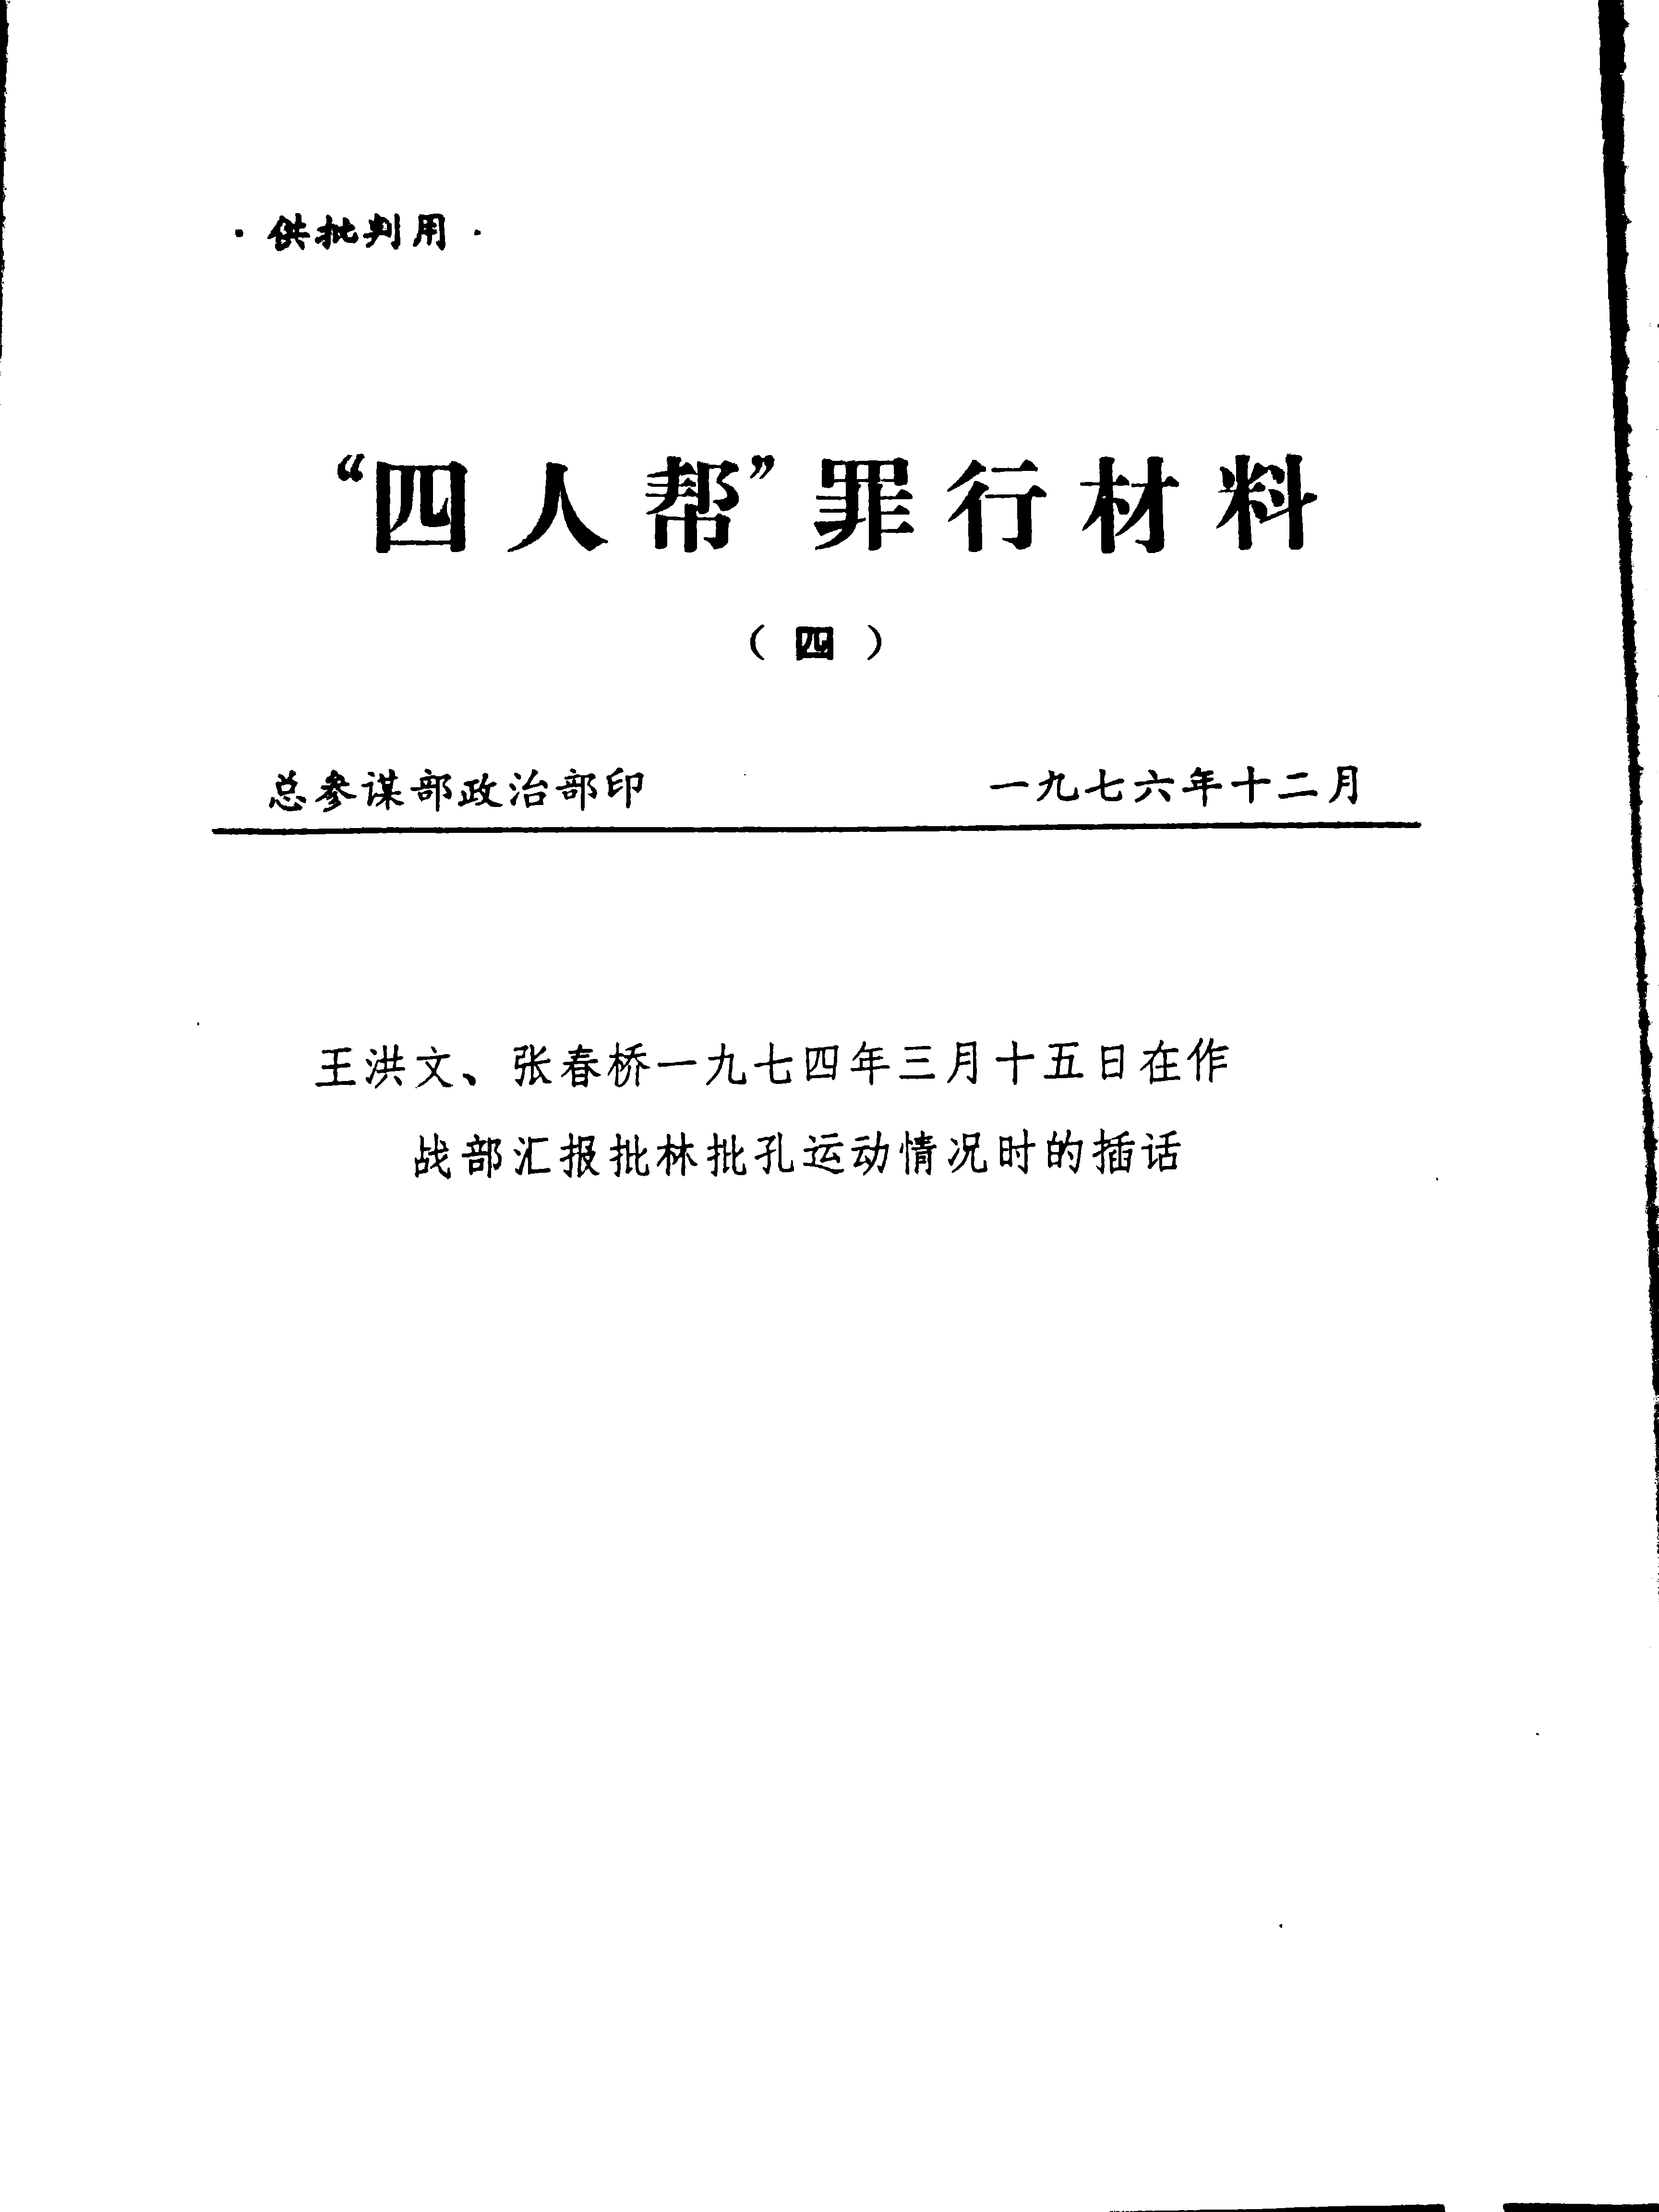 ·供批判用·
“四人帮”罪行材料
（四）
总参谋部政治部印 一九七六年十二月
王洪文、张春桥一九七四年三月十五日在作
战部汇报批林批孔运动情况时的插话